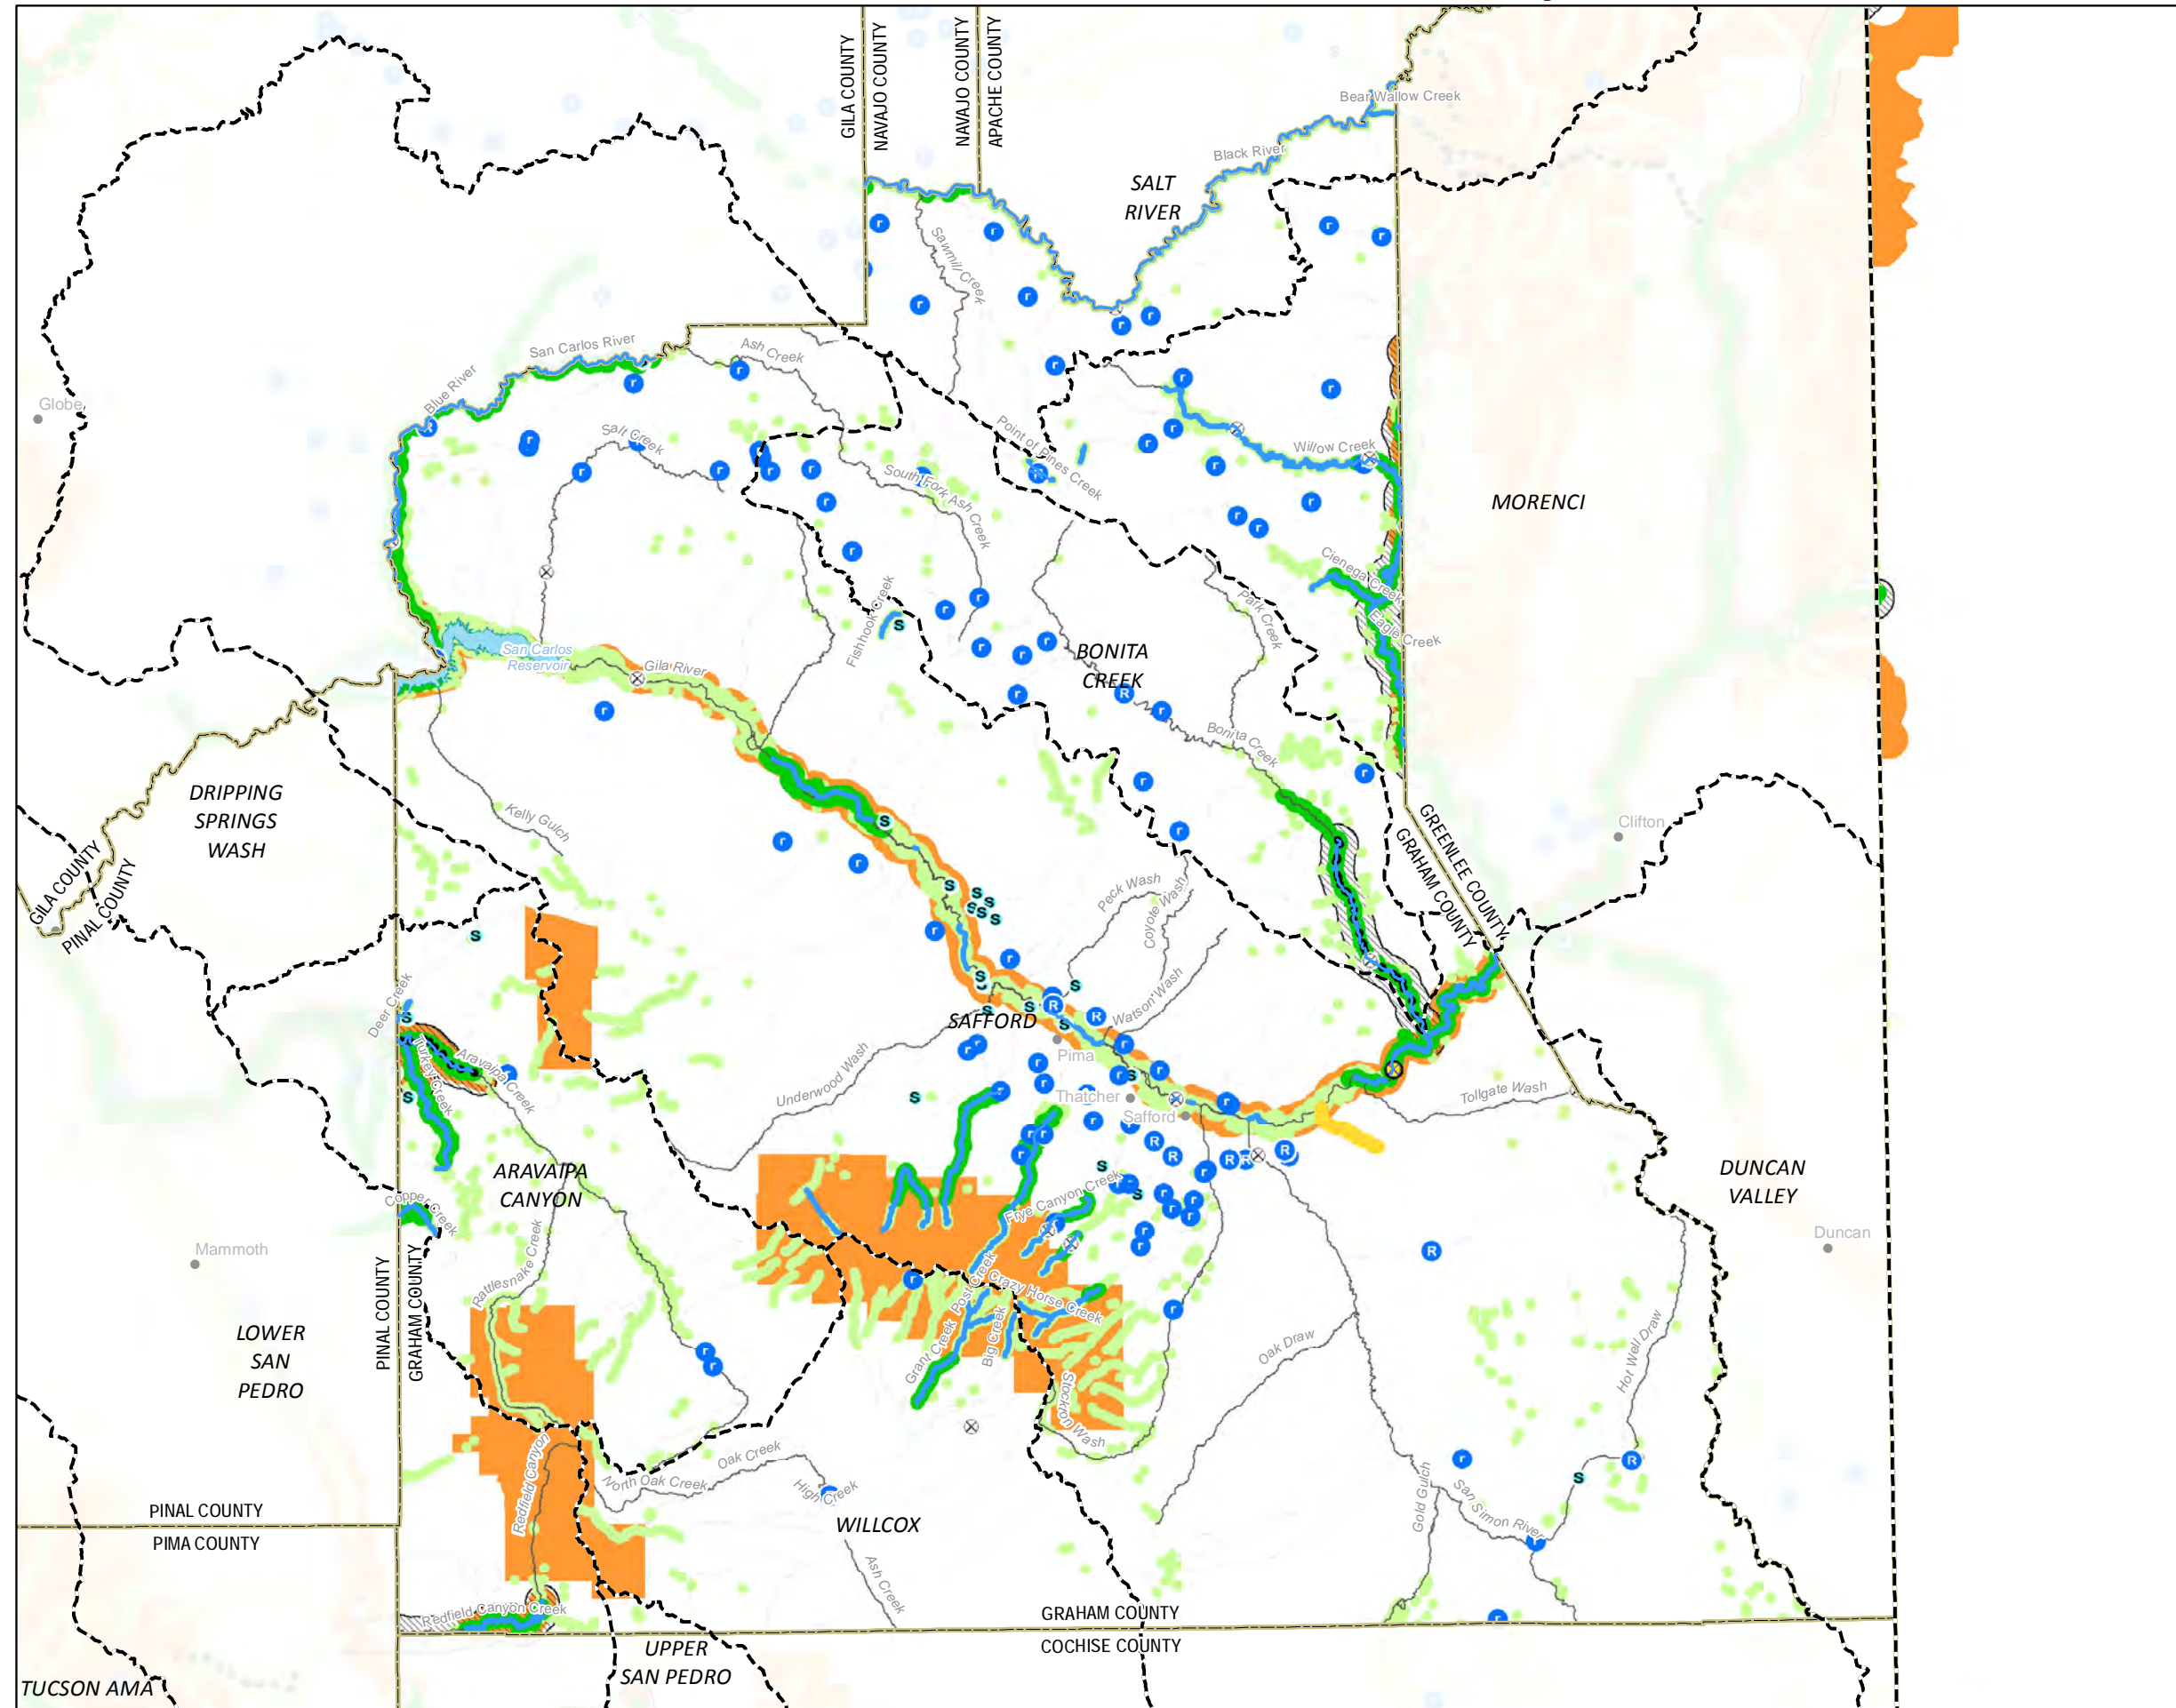 GILA COUNTY
NAVAJO COUNTY
NAVAJO COUNTY
APACHE COUNTY
Bear Wallow Creek
Black River
SALT
RIVER
Sawmill Creek
San Carlos River
Ash Creek
Blue River
Globe
Salt Creek
Point of Pines Creek
Willow Creek
South Fork Ash Creek
MORENCI
Cienega Creek
Eagle Creek
Park Creek
Fishhook Creek
San Carlos
Reservoir
Gila River
BONITA
CREEK
Bonita Creek
DRIPPING
SPRINGS
WASH
Kelly Gulch
GILA COUNTY
PINAL COUNTY
GREENLEE COUNTY
GRAHAM COUNTY
Clifton
Peck Wash
Coyote Wash
Watson Wash
Deer Creek
SAFFORD
Pima
Aravaipa Creek
Turkey Creek
Underwood Wash
Thatcher
Safford
Tollgate Wash
ARAVAIPA
CANYON
DUNCAN
VALLEY
Copper Creek
Frye Canyon Creek
Mammoth
Duncan
Rattlesnake Creek
PINAL COUNTY
GRAHAM COUNTY
Post Creek
Crazy Horse Creek
Grant Creek
Big Creek
LOWER
SAN
PEDRO
Oak Draw
Hot Well Draw
Stockton Wash
Redfield Canyon
Oak Creek
North Oak Creek
High Creek
Gold Gulch
San Simon River
PINAL COUNTY
PIMA COUNTY
WILLCOX
Ash Creek
Redfield Canyon Creek
GRAHAM COUNTY
COCHISE COUNTY
UPPER
SAN PEDRO
TUCSON AMA